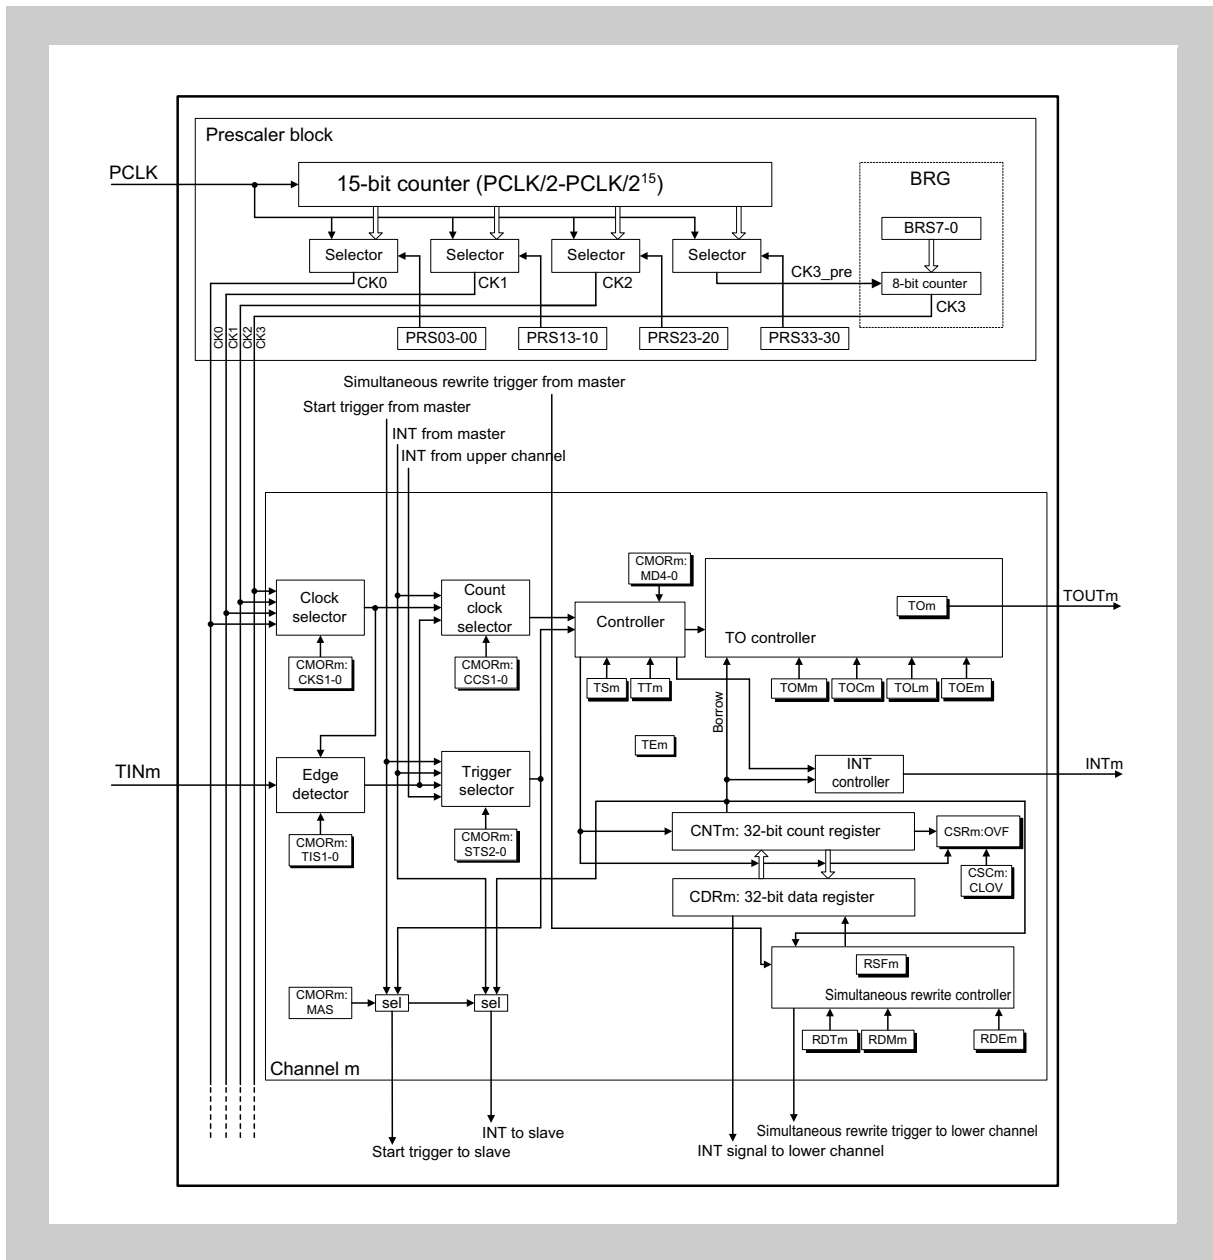 Prescaler block
PCLK
15-bit counter (PCLK/2-PCLK/2¹⁵)
BRG
BRS7-0
Selector
Selector
Selector
Selector
CK3_pre
8-bit counter
CK0
CK1
CK2
CK3
CK0
CK1
CK2
CK3
PRS03-00
PRS13-10
PRS23-20
PRS33-30
Simultaneous rewrite trigger from master
Start trigger from master
INT from master
INT from upper channel
CMORm:
MD4-0
Clock
selector
Count
clock
selector
Controller
TO controller
TOm
TOUTm
CMORm:
CKS1-0
CMORm:
CCS1-0
TSm
TTm
TOMm
TOCm
TOLm
TOEm
Borrow
TEm
TINm
Edge
detector
Trigger
selector
INT
controller
INTm
CMORm:
TIS1-0
CMORm:
STS2-0
CNTm: 32-bit count register
CSRm:OVF
CSCm:
CLOV
CDRm: 32-bit data register
RSFm
Simultaneous rewrite controller
CMORm:
MAS
sel
sel
RDTm
RDMm
RDEm
Channel m
INT to slave
Start trigger to slave
Simultaneous rewrite trigger to lower channel
INT signal to lower channel